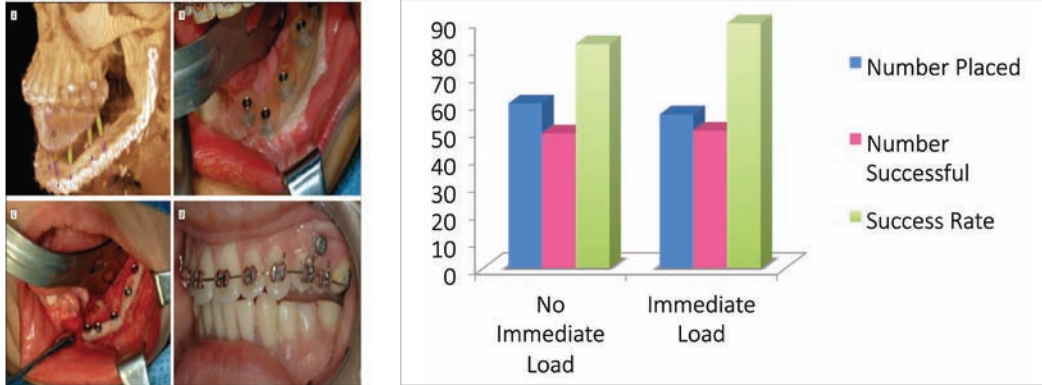 90
80
70
60
50
40
30
20
10
0
No
Immediate
Load
Immediate
Load
Number Placed
Number
Successful
Success Rate